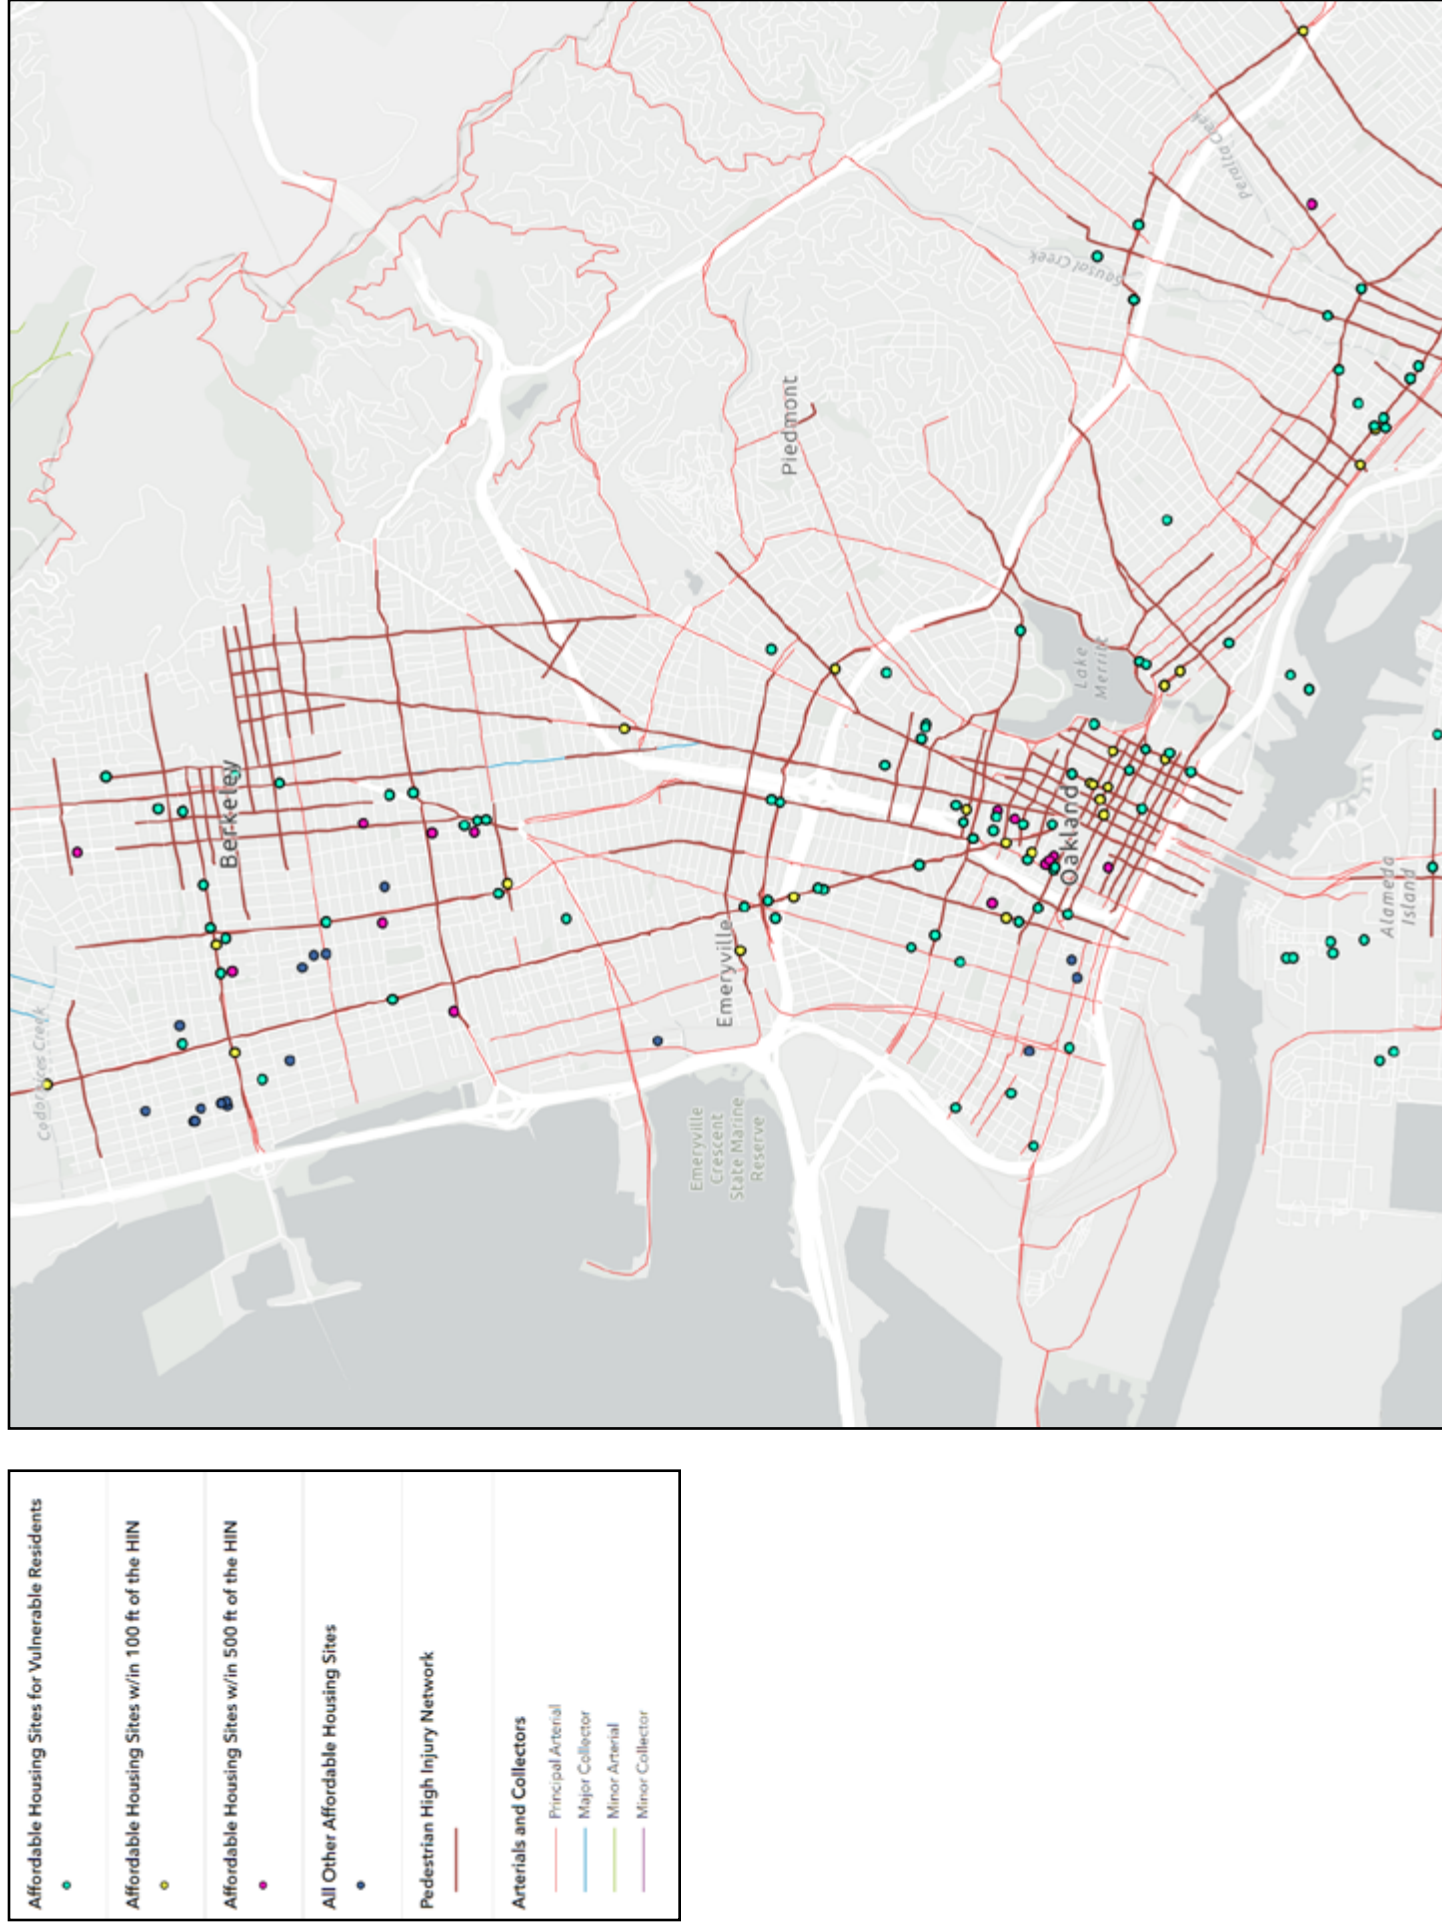 Affordable Housing Sites for Vulnerable Residents
Affordable Housing Sites w/in 100 ft of the HIN
Affordable Housing Sites w/in 500 ft of the HIN
All Other Affordable Housing Sites
Pedestrian High Injury Network
Arterials and Collectors
Principal Arterial
Major Collector
Minor Arterial
Minor Collector
Codornices Creek
Berkeley
Emeryville
Emeryville
Crescent
State Marine
Reserve
Piedmont
Lake
Merritt
Oakland
Sausal Creek
Peralta Creek
Alameda
Island